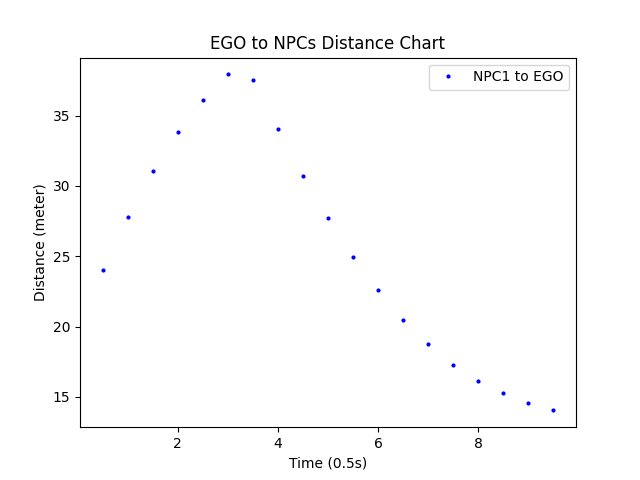 EGO to NPCs Distance Chart
NPC1 to EGO
35
30
25
20
15
Distance (meter)
2 4 6 8
Time (0.5s)